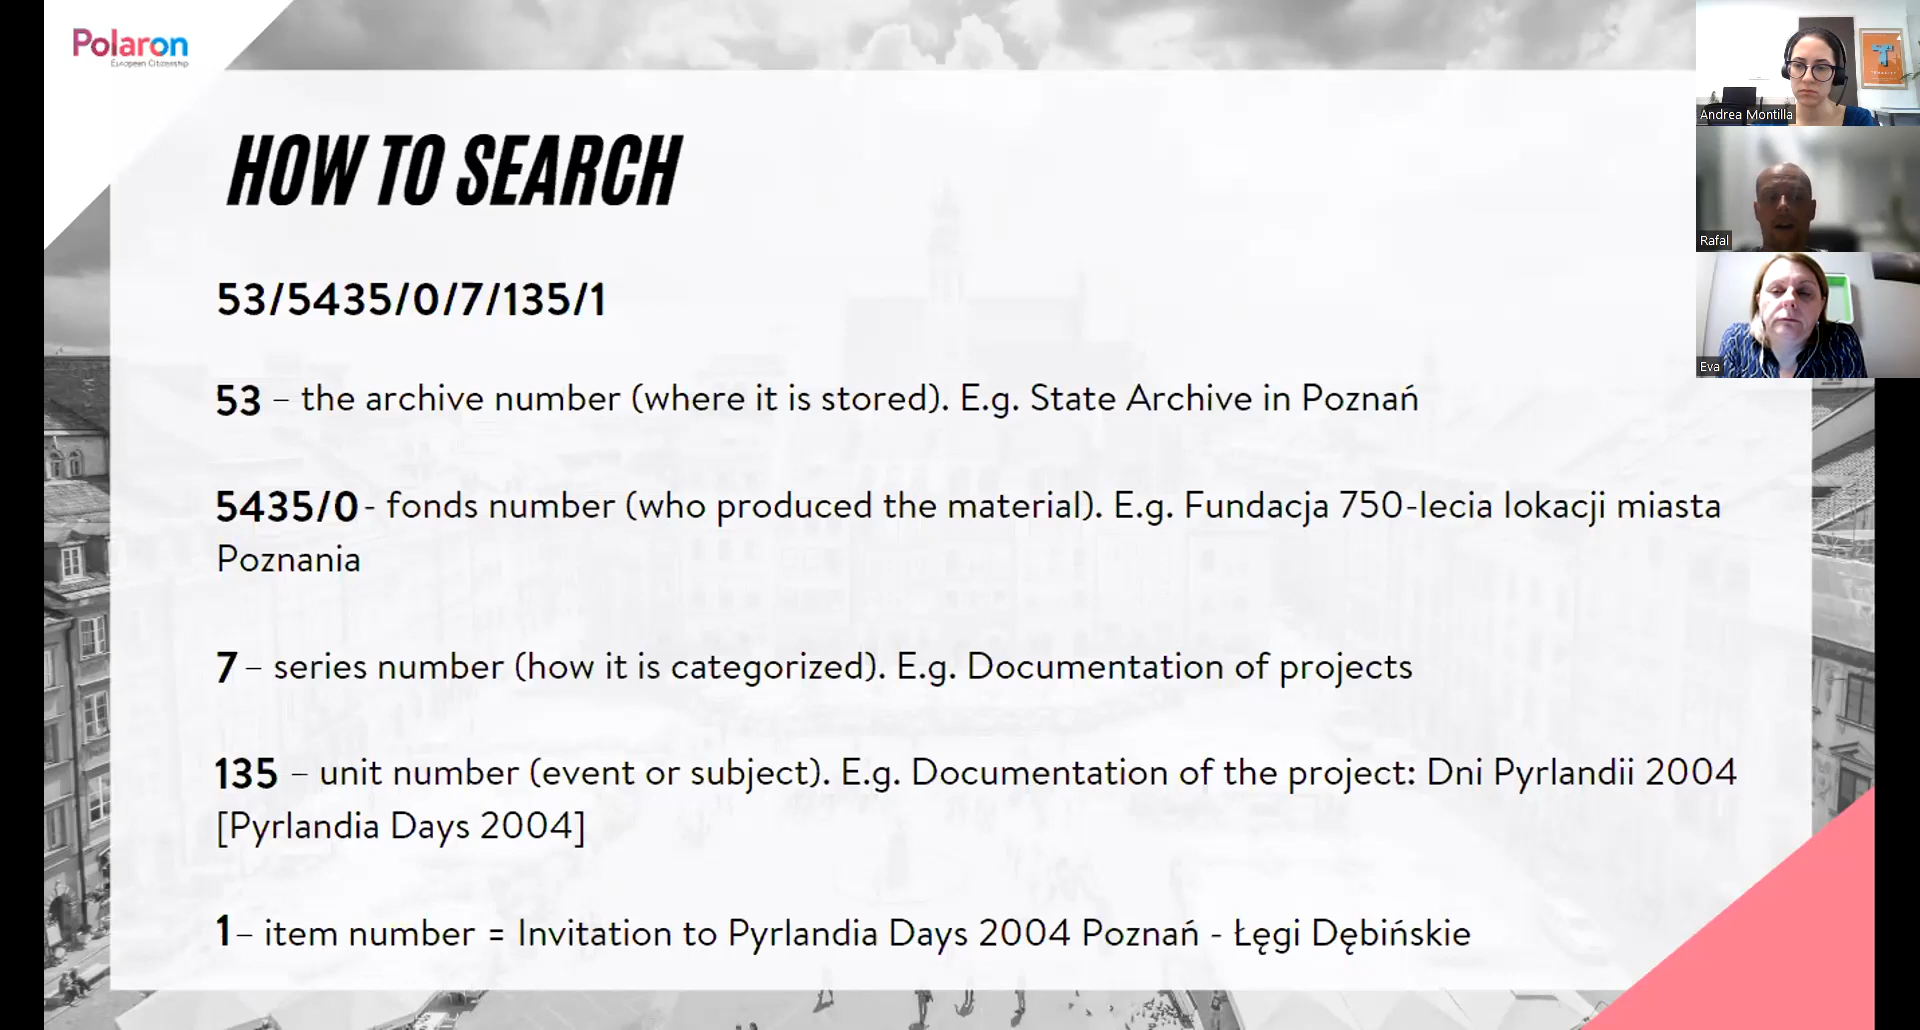 Polaron
European Citizenship
HOW TO SEARCH
53/5435/0/7/135/1
53 – the archive number (where it is stored). E.g. State Archive in Poznań
5435/0 - fonds number (who produced the material). E.g. Fundacja 750-lecia lokacji miasta
Poznania
7 – series number (how it is categorized). E.g. Documentation of projects
135 – unit number (event or subject). E.g. Documentation of the project: Dni Pyrlandii 2004
[Pyrlandia Days 2004]
1 – item number = Invitation to Pyrlandia Days 2004 Poznań - Łęgi Dębińskie
Andrea Montilla
Rafal
Eva